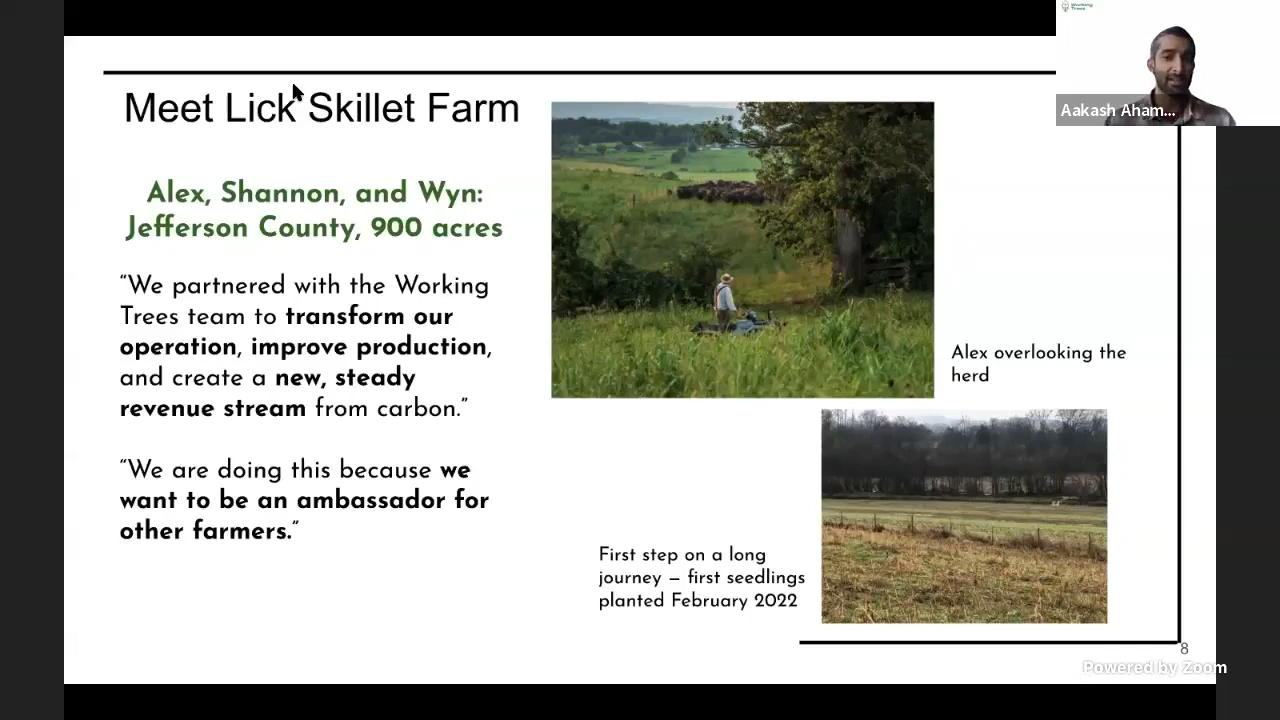 Working
Trees
Aakash Aham...
Meet Lick Skillet Farm
Alex, Shannon, and Wyn:
Jefferson County, 900 acres
“We partnered with the Working
Trees team to transform our
operation, improve production,
and create a new, steady
revenue stream from carbon.”
“We are doing this because we
want to be an ambassador for
other farmers.”
Alex overlooking the
herd
First step on a long
journey – first seedlings
planted February 2022
8
Powered by Zoom